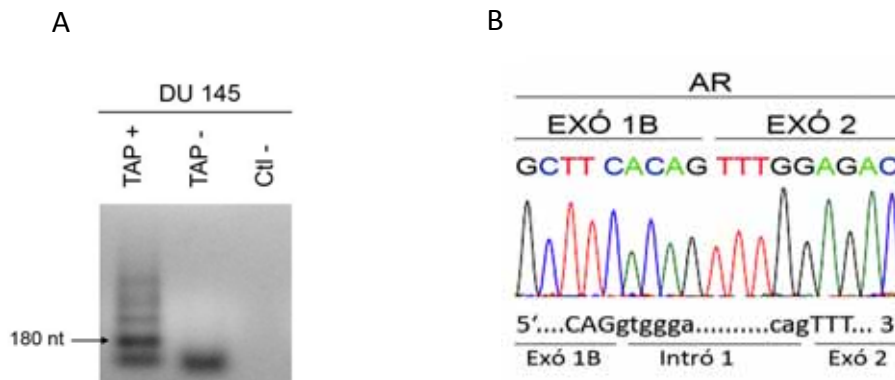 A
DU 145
TAP +
TAP -
Ctl -
180 nt
B
AR
EXÓ 1B EXÓ 2
GCTT CACAG TTTGGAGAC
5'....CAGgtggga..........cagTTT... 3
Exó 1B Intró 1 Exó 2